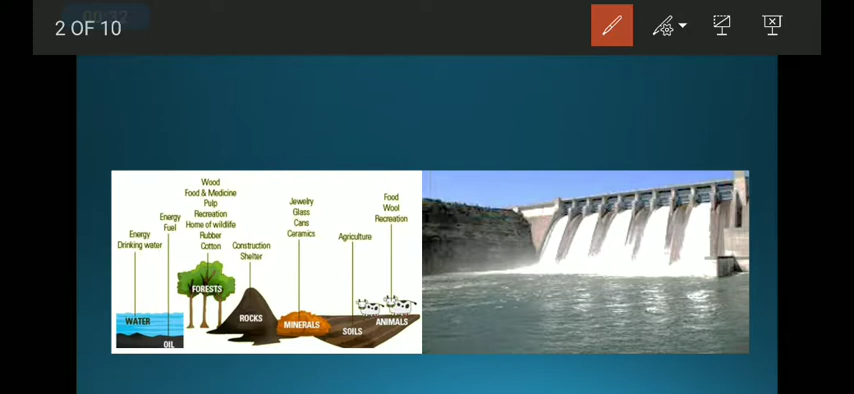 2 OF 10
Wood
Food & Medicine
Pulp
Recreation
Home of wildlife
Rubber
Cotton
Energy
Fuel
Energy
Drinking water
Construction
Shelter
Jewelry
Glass
Cans
Ceramics
Agriculture
Food
Wool
Recreation
WATER
OIL
FORESTS
ROCKS
MINERALS
SOILS
ANIMALS